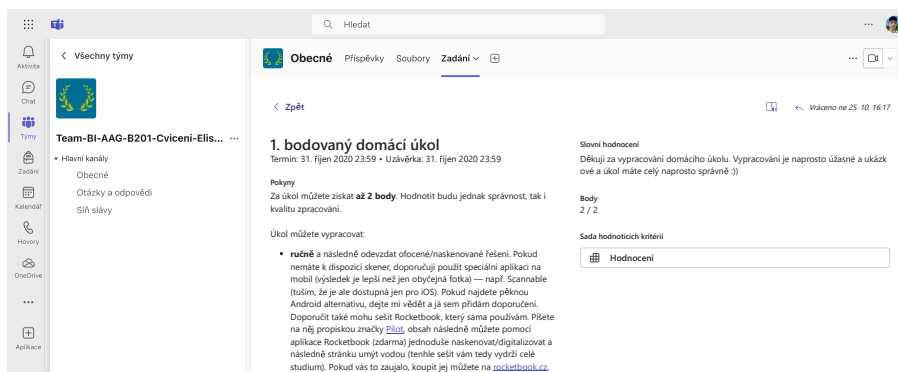 Hledat
Aktivita
Chat
Týmy
Zadání
Kalendář
Hovory
OneDrive
Aplikace
Všechny týmy
Team-BI-AAG-B201-Cviceni-Elis...
Hlavní kanály
Obecné
Otázky a odpovědi
Síň slávy
Obecné Příspěvky Soubory Zadání
Zpět
Vráceno ne 25. 10. 16:17
1. bodovaný domácí úkol
Termín: 31. říjen 2020 23:59 • Uzávěrka: 31. říjen 2020 23:59
Pokyny
Za úkol můžete získat až 2 body. Hodnotit budu jednak správnost, tak i
kvalitu zpracování.
Úkol můžete vypracovat:
ručně a následně odevzdat ofocené/naskenované řešení. Pokud
nemáte k dispozici skener, doporučuji použít speciální aplikaci na
mobil (výsledek je lepší než jen obyčejná fotka) — např. Scannable
(tuším, že je ale dostupná jen pro iOS). Pokud najdete pěknou
Android alternativu, dejte mi vědět a já sem přidám doporučení.
Doporučit také mohu sešit Rocketbook, který sama používám. Píšete
na něj propiskou značky Pilot, obsah následně můžete pomocí
aplikace Rocketbook (zdarma) jednoduše naskenovat/digitalizovat a
následně stránku umýt vodou (tenhle sešit vám tedy vydrží celé
studium). Pokud vás to zaujalo, koupit jej můžete na rocketbook.cz.
Slovní hodnocení
Děkuji za vypracování domácího úkolu. Vypracování je naprosto úžasné a ukázk
ové a úkol máte celý naprosto správně :))
Body
2 / 2
Sada hodnoticích kritérií
Hodnocení